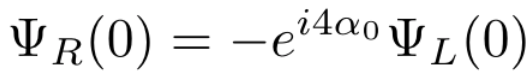 Ψ_R(0) = −e^{i4α_0} Ψ_L(0)